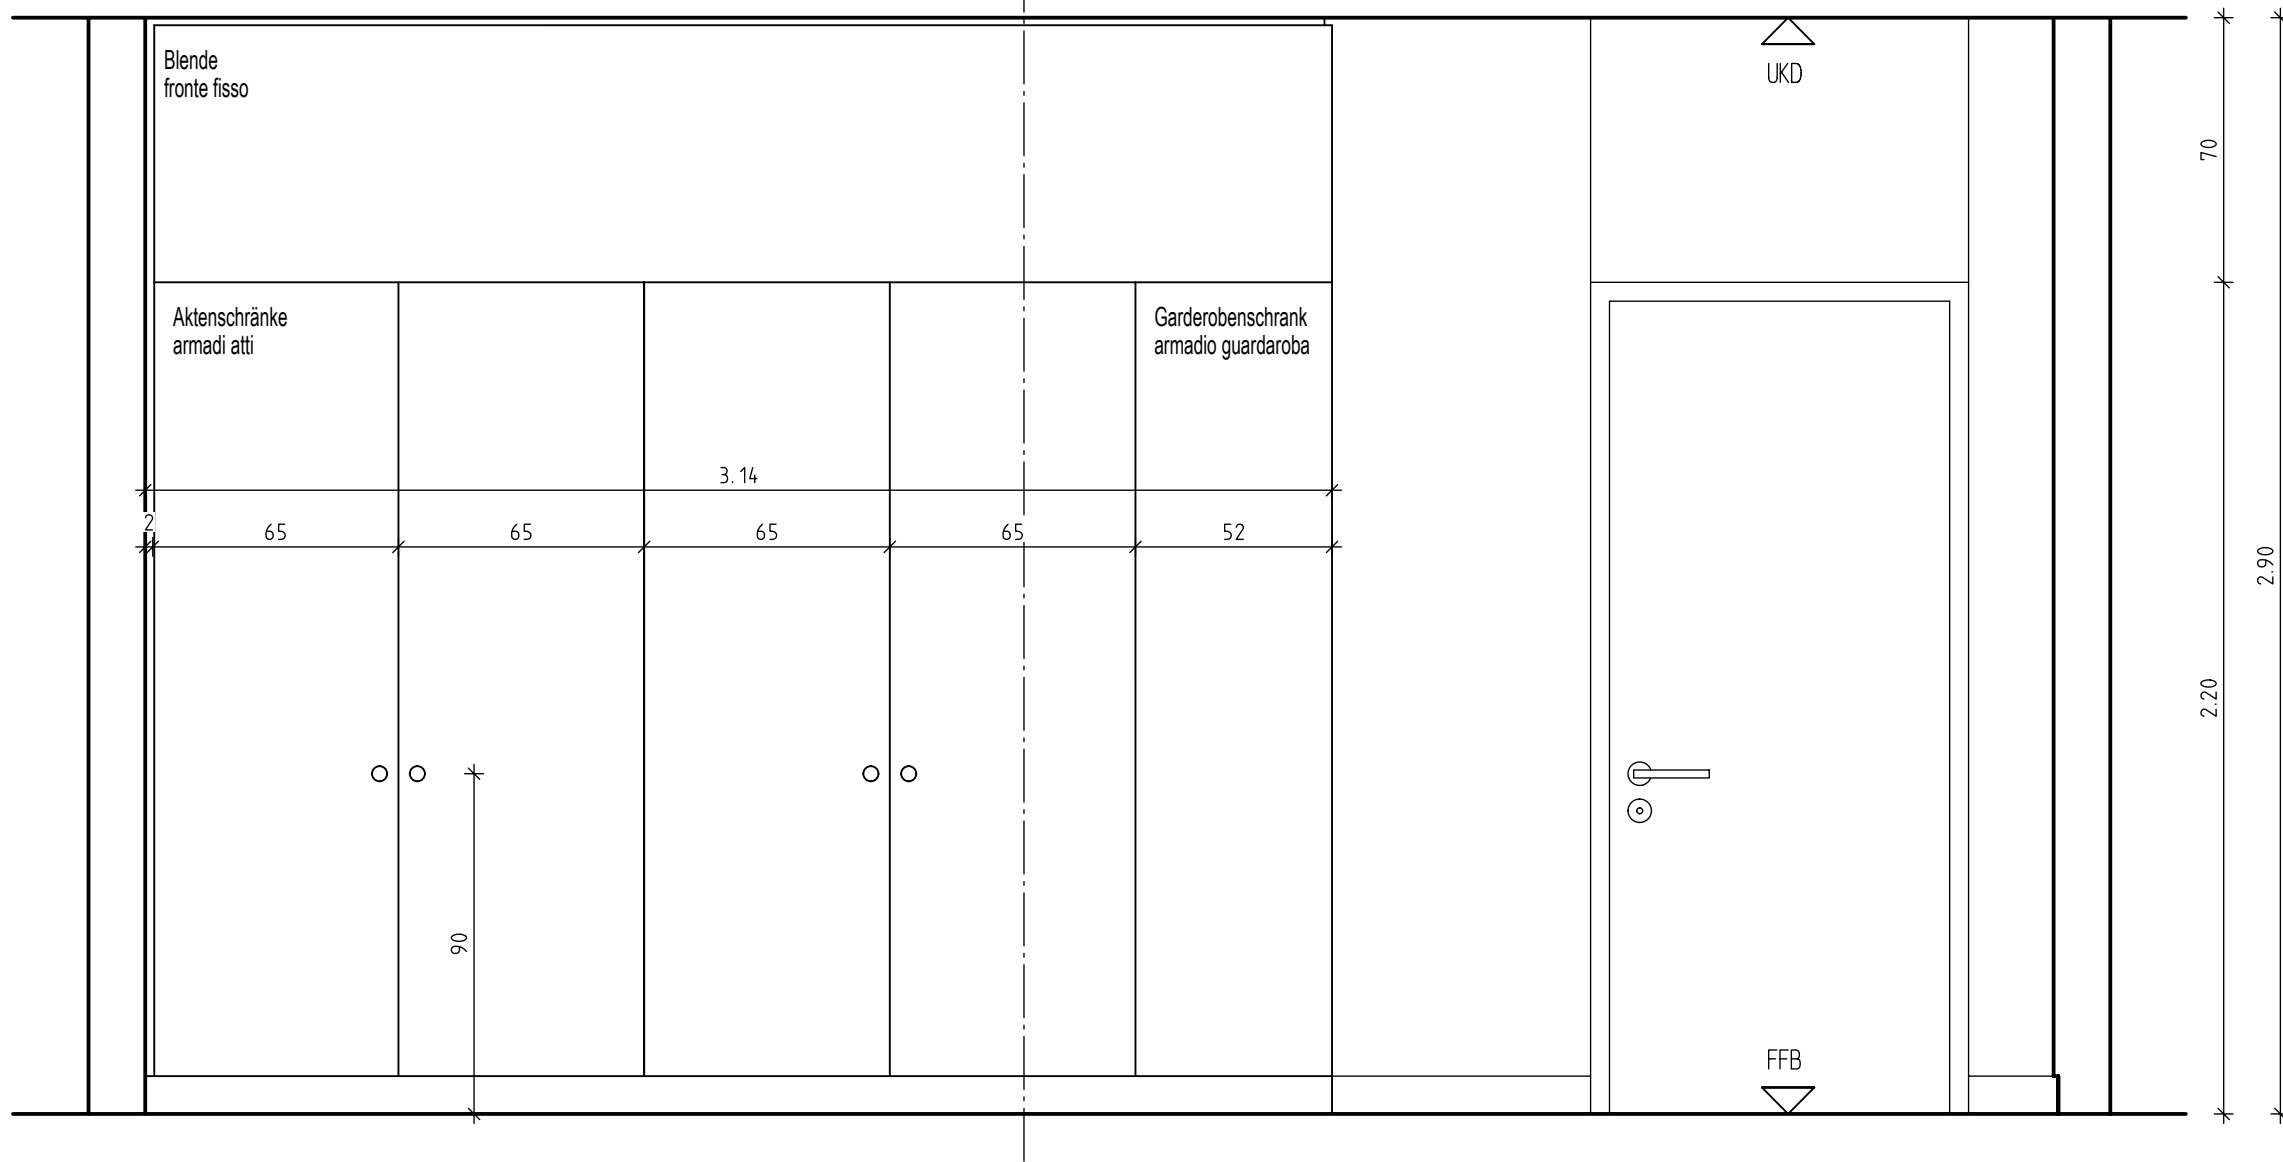 Blende
fronte fisso
UKD
70
Aktenschränke
armadi atti
Garderobenschrank
armadio guardaroba
3.14
2
65
65
65
65
52
2.90
2.20
90
FFB